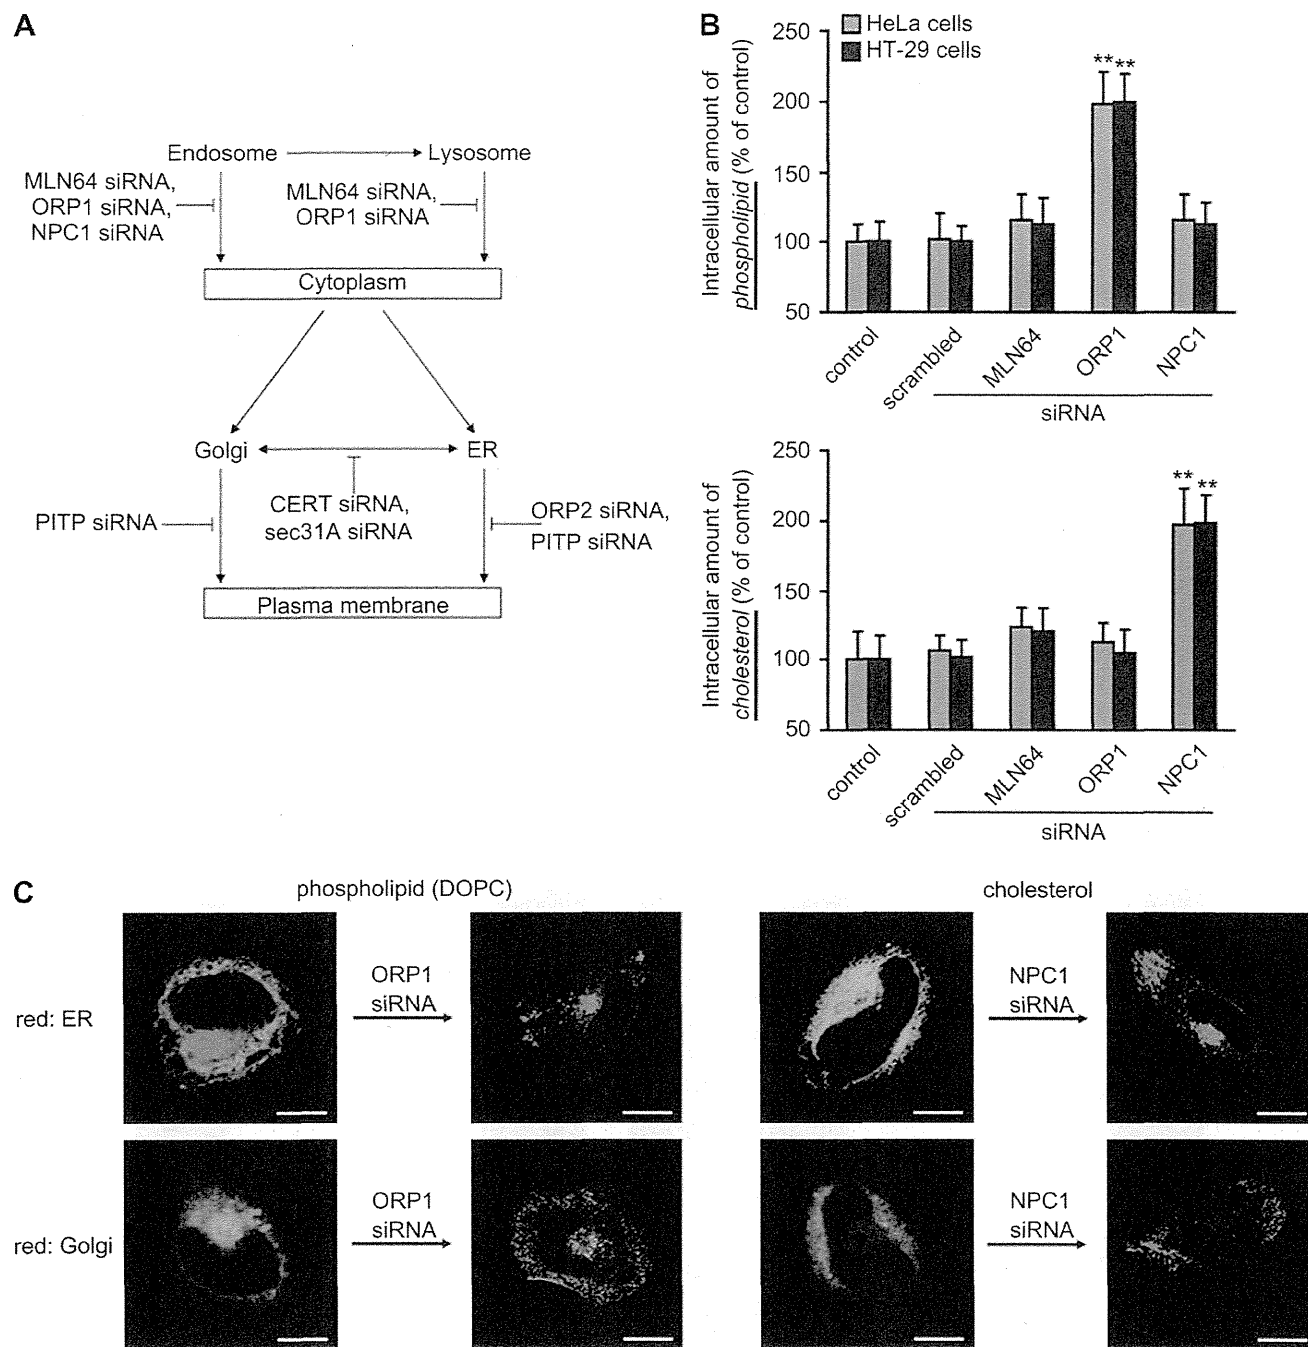 A
Endosome
Lysosome
MLN64 siRNA,
ORP1 siRNA,
NPC1 siRNA
MLN64 siRNA,
ORP1 siRNA
Cytoplasm
Golgi
ER
PITP siRNA
CERT siRNA,
sec31A siRNA
ORP2 siRNA,
PITP siRNA
Plasma membrane
B
HeLa cells
HT-29 cells
Intracellular amount of
phospholipid (% of control)
250
200
150
100
50
** **
control
scrambled
MLN64
ORP1
NPC1
siRNA
Intracellular amount of
cholesterol (% of control)
250
200
150
100
50
** **
control
scrambled
MLN64
ORP1
NPC1
siRNA
C
phospholipid (DOPC)
cholesterol
red: ER
ORP1
siRNA
NPC1
siRNA
red: Golgi
ORP1
siRNA
NPC1
siRNA